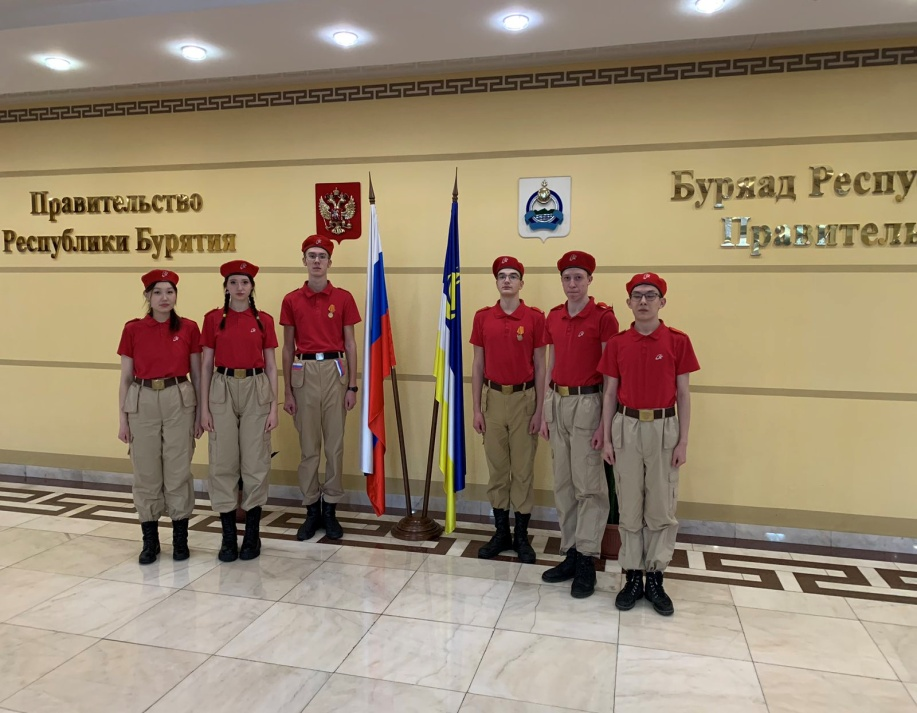 Правительство
Республики Бурятия
Буряад Респу
Правитель